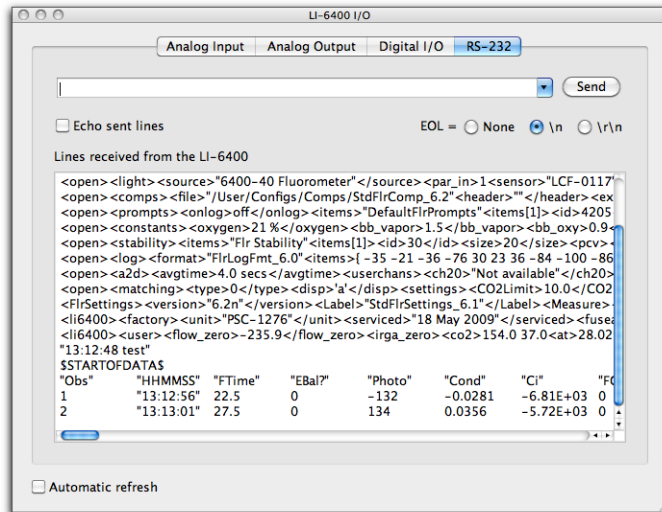 LI-6400 I/O
Analog Input Analog Output Digital I/O RS-232
Send
Echo sent lines EOL = None \n \r\n
Lines received from the LI-6400
<open><light><source>"6400-40 Fluorometer"</source><par_in>1<sensor>"LCF-0117"
<open><comps><file>"/User/Configs/Comps/StdFlrComp_6.2"<header>""</header><ex
<open><prompts><onlog>off</onlog><items>"DefaultFlrPrompts"<items[1]><id>4205
<open><constants><oxygen>21 %</oxygen><bb_vapor>1.5</bb_vapor><bb_oxy>0.9<
<open><stability><items>"Flr Stability"<items[1]><id>30</id><size>20</size><pcv>
<open><log><format>"FlrLogFmt_6.0"<items>{ -35 -21 -36 -76 30 23 36 -84 -100 -86
<open><a2d><avgtime>4.0 secs</avgtime><userchans><ch20>"Not available"</ch20>
<open><matching><type>0</type><disp>'a'</disp><settings><CO2Limit>10.0</CO2
<FlrSettings><version>"6.2n"</version><Label>"StdFlrSettings_6.1"</Label><Measure>
<li6400><factory><unit>"PSC-1276"</unit><serviced>"18 May 2009"</serviced><fusea
<li6400><user><flow_zero>-235.9</flow_zero><irga_zero><co2>154.0 37.0<at>28.02
"13:12:48 test"
$STARTOFDATA$
"Obs" "HHMMSS" "FTime" "EBal?" "Photo" "Cond" "Ci" "FC
1 "13:12:56" 22.5 0 -132 -0.0281 -6.81E+03 0
2 "13:13:01" 27.5 0 134 0.0356 -5.72E+03 0
Automatic refresh